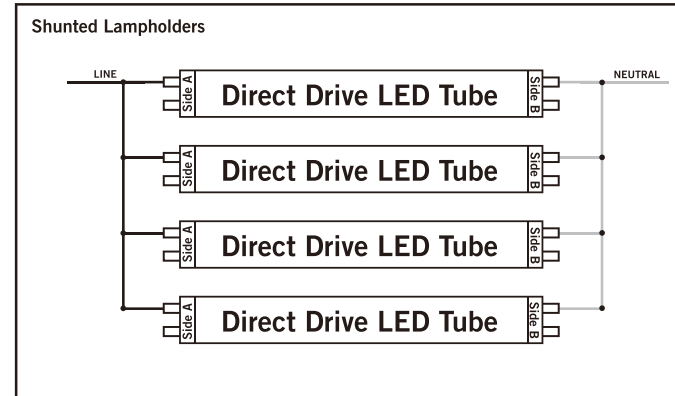 Shunted Lampholders
LINE
NEUTRAL
Side A
Direct Drive LED Tube
Side B
Side A
Direct Drive LED Tube
Side B
Side A
Direct Drive LED Tube
Side B
Side A
Direct Drive LED Tube
Side B